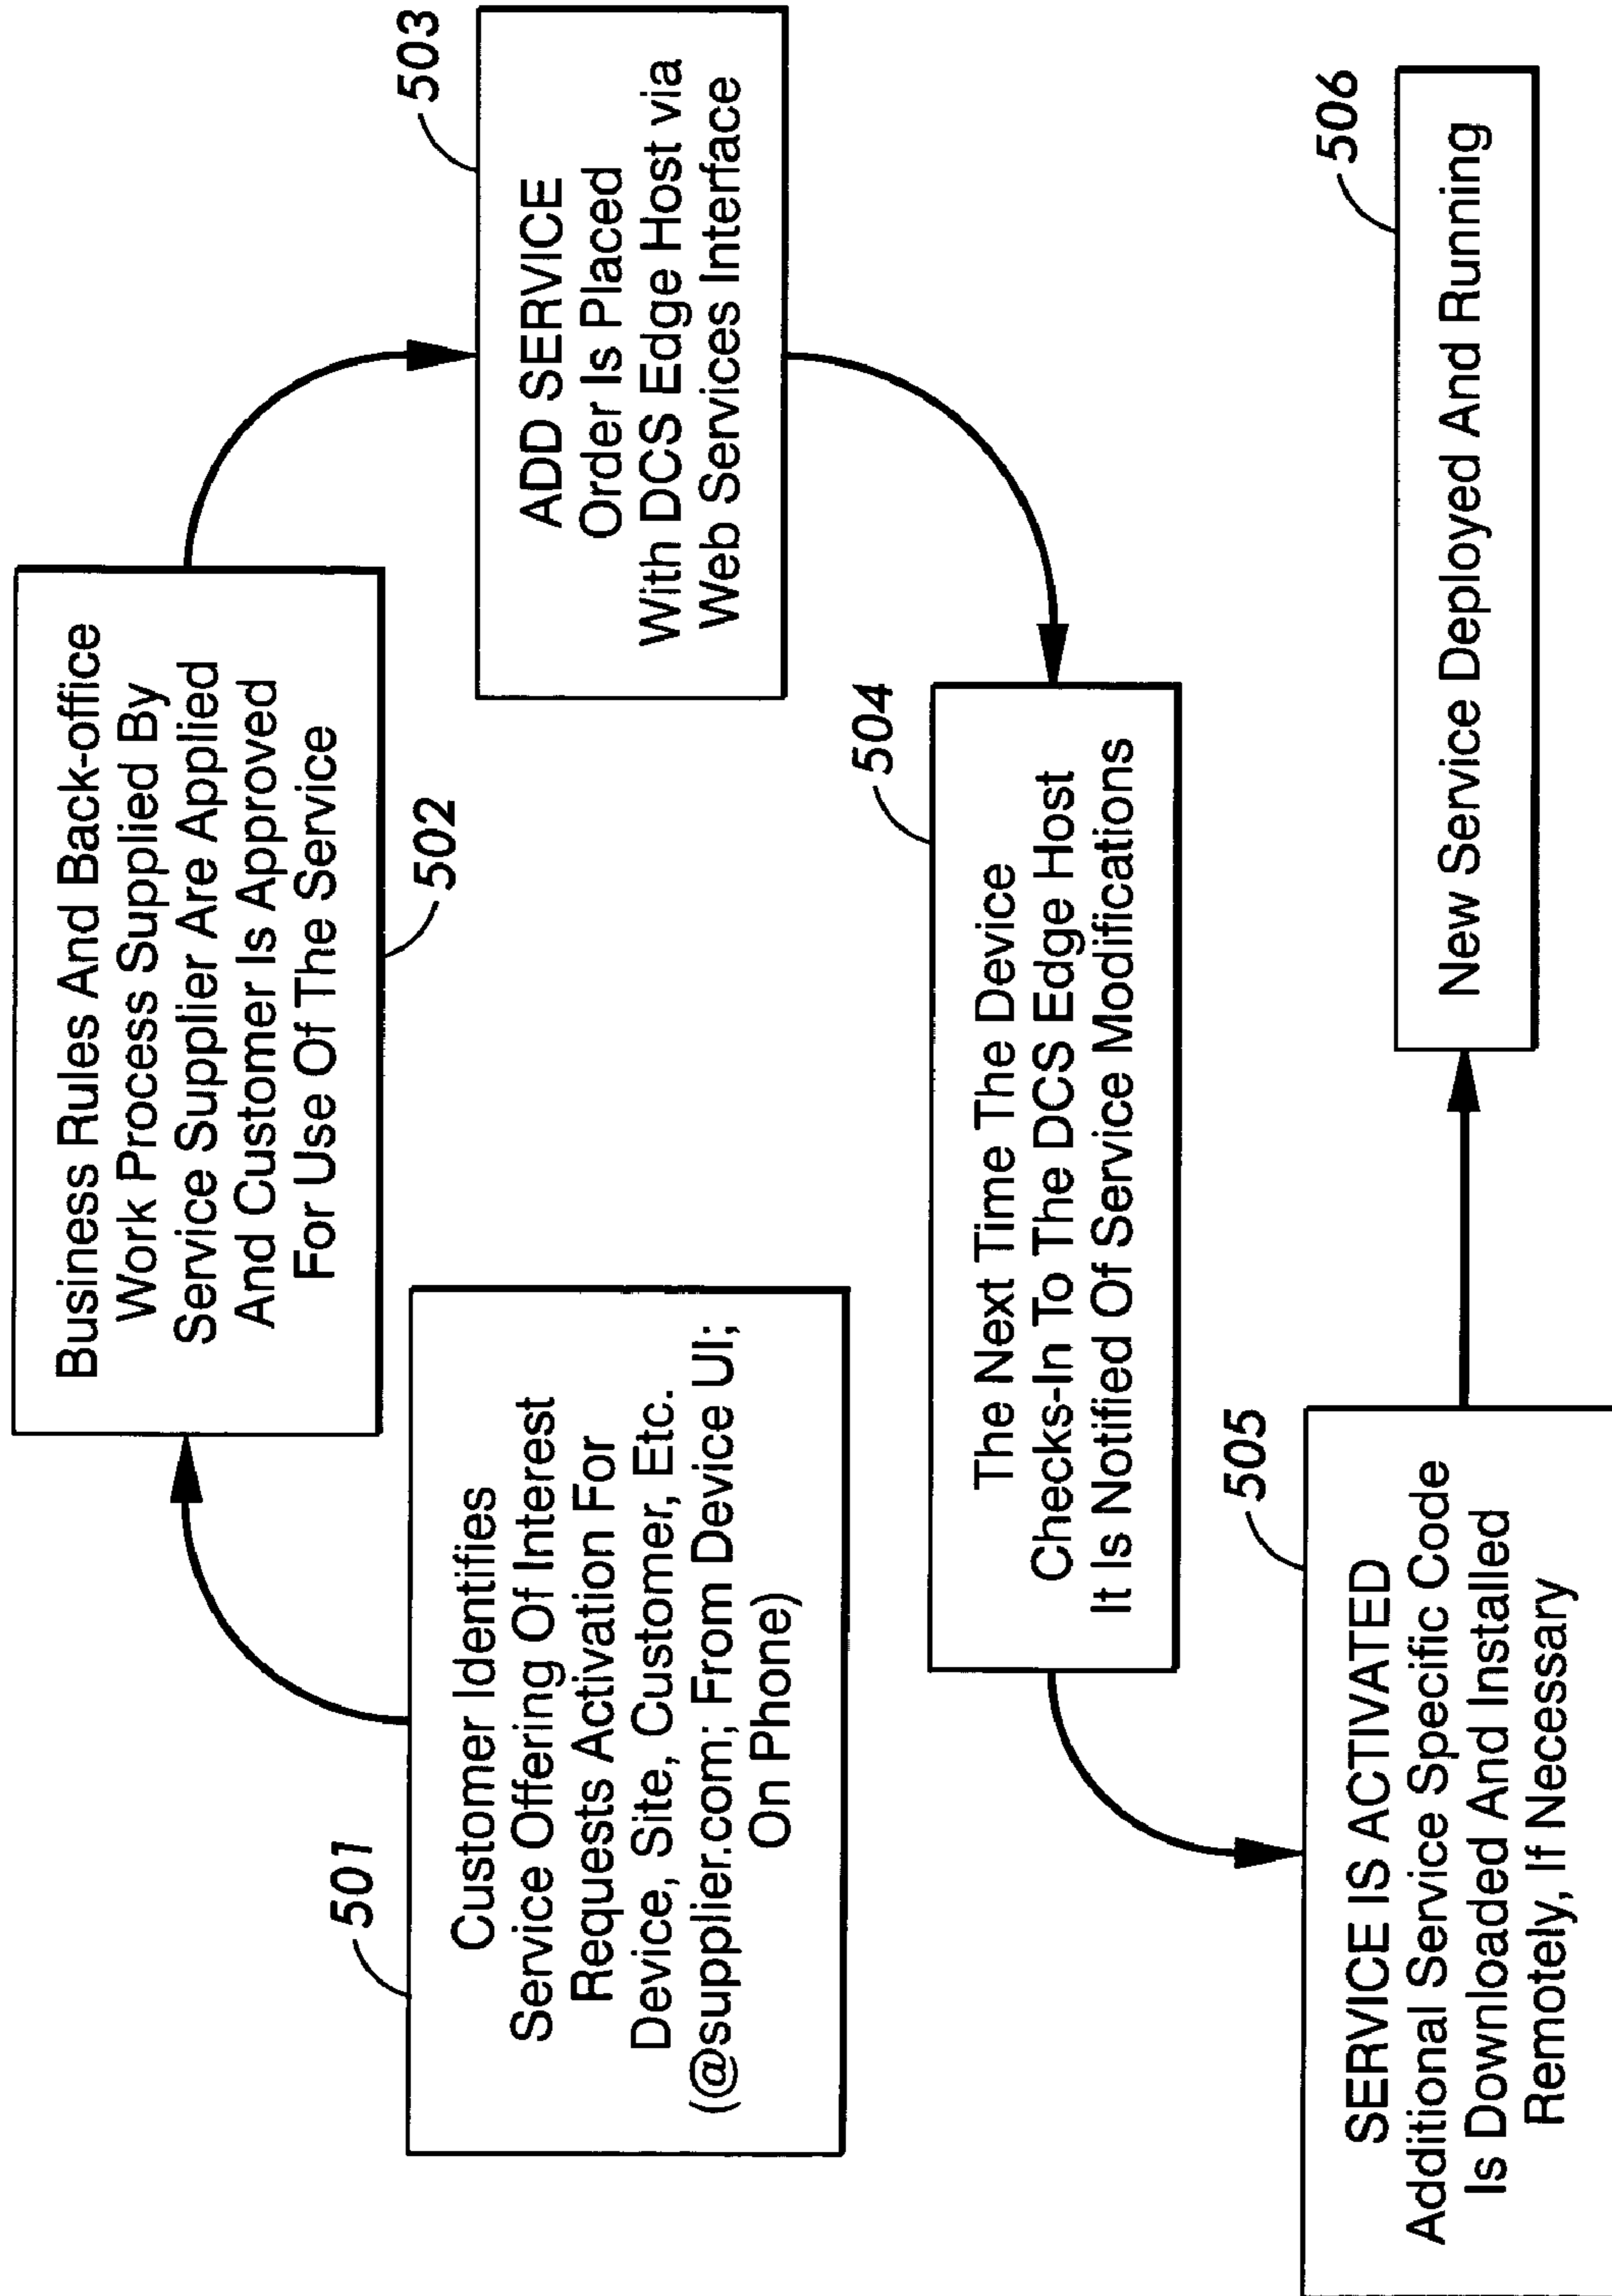 501
Customer Identifies
Service Offering Of Interest
Requests Activation For
Device, Site, Customer, Etc.
(@supplier.com; From Device UI;
On Phone)
Business Rules And Back-office
Work Process Supplied By
Service Supplier Are Applied
And Customer Is Approved
For Use Of The Service
502
503
ADD SERVICE
Order Is Placed
With DCS Edge Host via
Web Services Interface
504
The Next Time The Device
Checks-In To The DCS Edge Host
It Is Notified Of Service Modifications
505
SERVICE IS ACTIVATED
Additional Service Specific Code
Is Downloaded And Installed
Remotely, If Necessary
506
New Service Deployed And Running